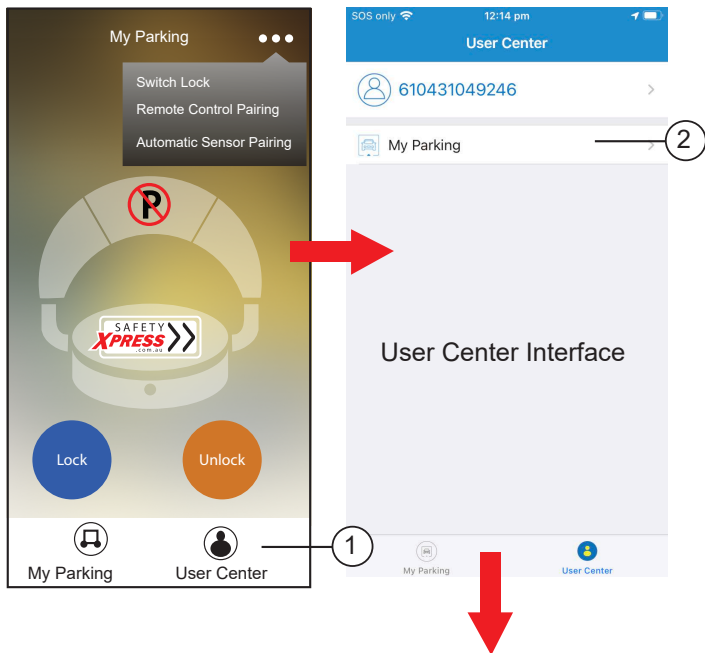 My Parking
Switch Lock
Remote Control Pairing
Automatic Sensor Pairing
P
SAFETY
XPRESS
.com.au
Lock
Unlock
My Parking
User Center
1
SOS only
12:14 pm
User Center
610431049246
My Parking
2
User Center Interface
My Parking
User Center